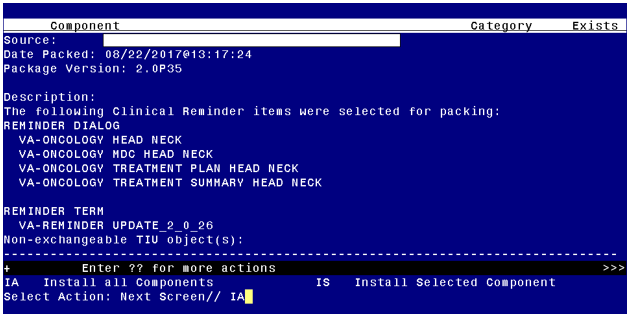 Component Category Exists
Source:
Date Packed: 08/22/2017@13:17:24
Package Version: 2.0P35
Description:
The following Clinical Reminder items were selected for packing:
REMINDER DIALOG
VA-ONCOLOGY HEAD NECK
VA-ONCOLOGY MDC HEAD NECK
VA-ONCOLOGY TREATMENT PLAN HEAD NECK
VA-ONCOLOGY TREATMENT SUMMARY HEAD NECK
REMINDER TERM
VA-REMINDER UPDATE_2_0_26
Non-exchangeable TIU object(s):
--------------------------------------------------------------------------------
+ Enter ?? for more actions >>>
IA Install all Components IS Install Selected Component
Select Action: Next Screen// IA